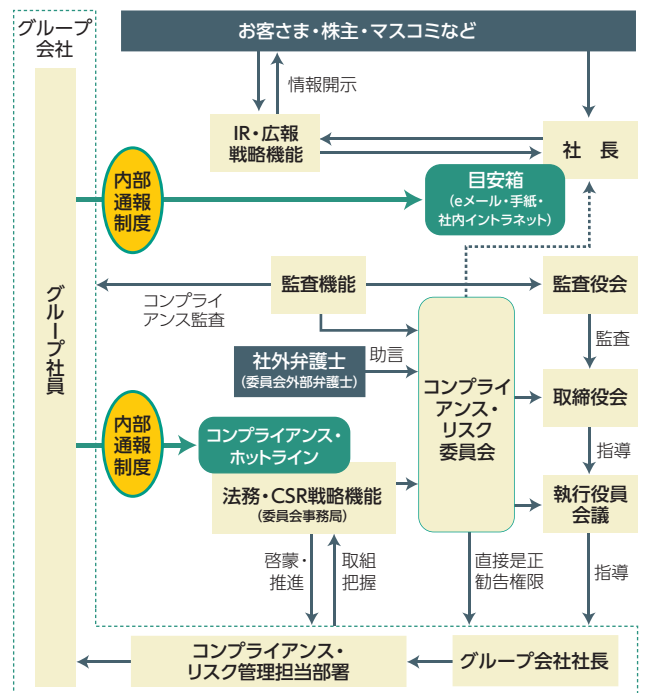 グループ
会社
お客さま・株主・マスコミなど
情報開示
IR・広報
戦略機能
社　長
内部
通報
制度
目安箱
(eメール・手紙・
社内イントラネット)
グループ社員
監査機能
監査役会
コンプライ
アンス監査
監査
社外弁護士
(委員会外部弁護士)
助言
コンプライ
アンス・
リスク
委員会
取締役会
内部
通報
制度
コンプライアンス・
ホットライン
指導
法務・CSR戦略機能
(委員会事務局)
執行役員
会議
啓蒙・
推進
取組
把握
直接是正
勧告権限
指導
コンプライアンス・
リスク管理担当部署
グループ会社社長